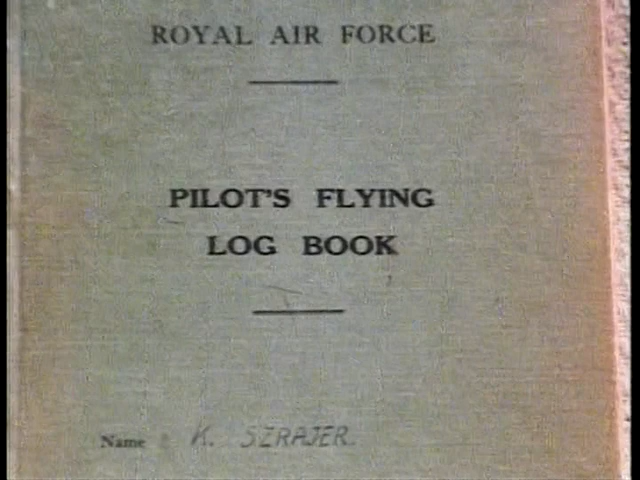 ROYAL AIR FORCE
PILOT'S FLYING
LOG BOOK
Name K. SZRAJER.